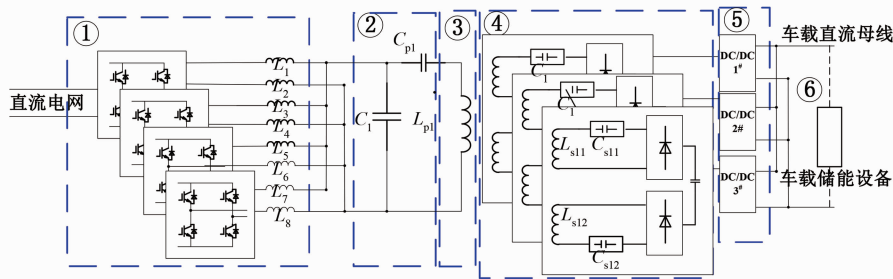 ①
②
③
④
⑤
⑥
直流电网
L1
L2
L3
L4
L5
L6
L7
L8
C1
Cp1
Lp1
C1
C1
Ls11
Cs11
Ls12
Cs12
DC/DC
1#
DC/DC
2#
DC/DC
3#
车载直流母线
车载储能设备